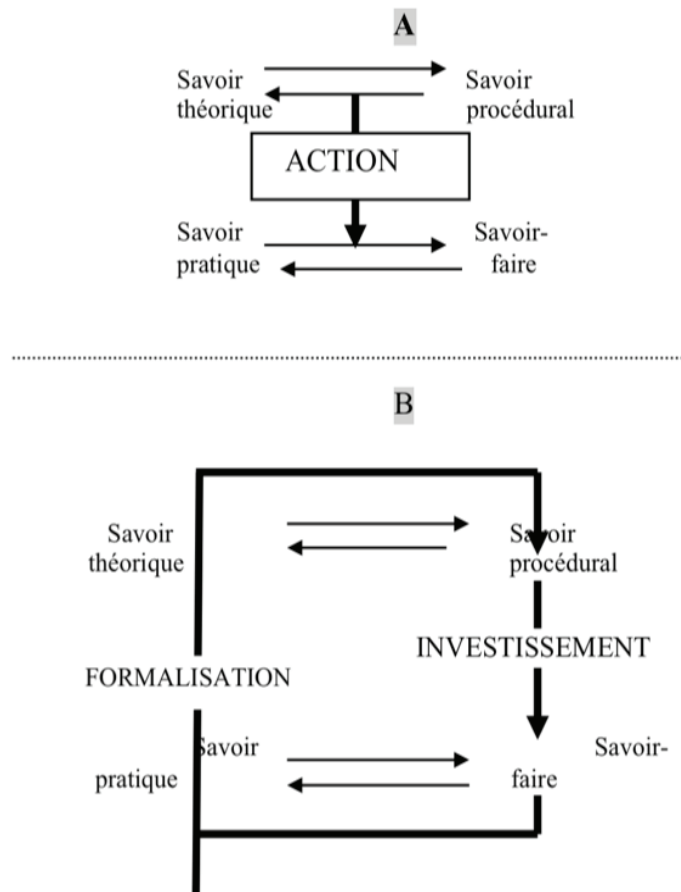 A
Savoir
théorique
Savoir
procédural
ACTION
Savoir
pratique
Savoir-
faire
B
Savoir
théorique
Savoir
procédural
INVESTISSEMENT
FORMALISATION
Savoir
pratique
Savoir-
faire